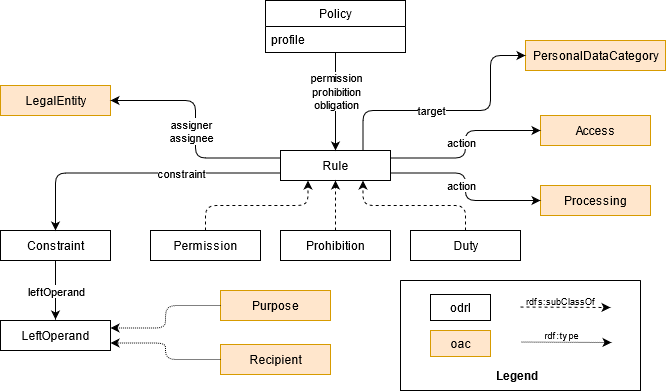 Policy
profile
PersonalDataCategory
permission
prohibition
obligation
LegalEntity
target
assigner
assignee
Access
action
Rule
constraint
action
Processing
Constraint
Permission
Prohibition
Duty
leftOperand
Purpose
LeftOperand
Recipient
odrl
rdfs:subClassOf
oac
rdf:type
Legend